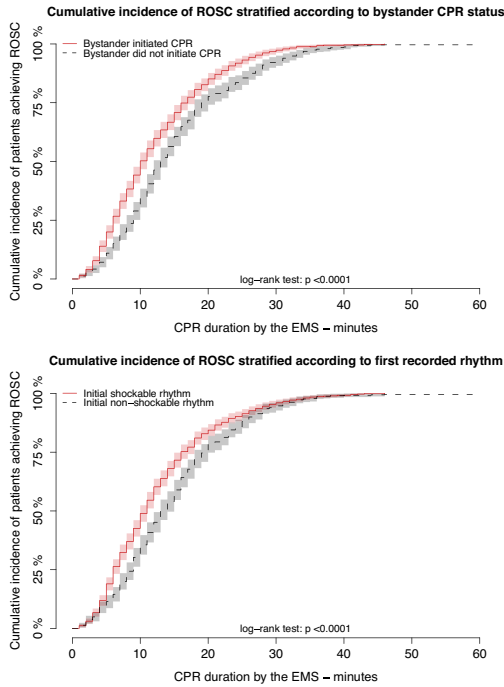 Cumulative incidence of ROSC stratified according to bystander CPR status
Cumulative incidence of patients achieving ROSC
100 %
75 %
50 %
25 %
0 %
Bystander initiated CPR
Bystander did not initiate CPR
log−rank test: p <0.0001
0 10 20 30 40 50 60
CPR duration by the EMS − minutes
Cumulative incidence of ROSC stratified according to first recorded rhythm
Cumulative incidence of patients achieving ROSC
100 %
75 %
50 %
25 %
0 %
Initial shockable rhythm
Initial non−shockable rhythm
log−rank test: p <0.0001
0 10 20 30 40 50 60
CPR duration by the EMS − minutes